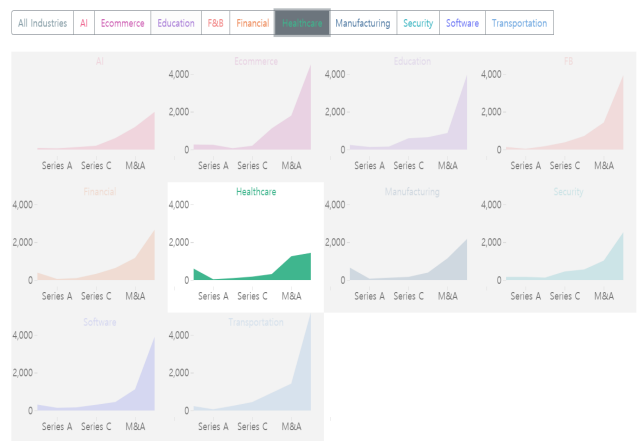 All Industries AI Ecommerce Education F&B Financial Healthcare Manufacturing Security Software Transportation
AI Ecommerce Education FB
4,000 4,000 4,000
2,000 2,000 2,000
0 0 0
Series A Series C M&A Series A Series C M&A Series A Series C M&A Series A Series C M&A
Financial Healthcare Manufacturing Security
4,000 4,000 4,000 4,000
2,000 2,000 2,000 2,000
0 0 0 0
Series A Series C M&A Series A Series C M&A Series A Series C M&A Series A Series C M&A
Software Transportation
4,000 4,000
2,000 2,000
0 0
Series A Series C M&A Series A Series C M&A